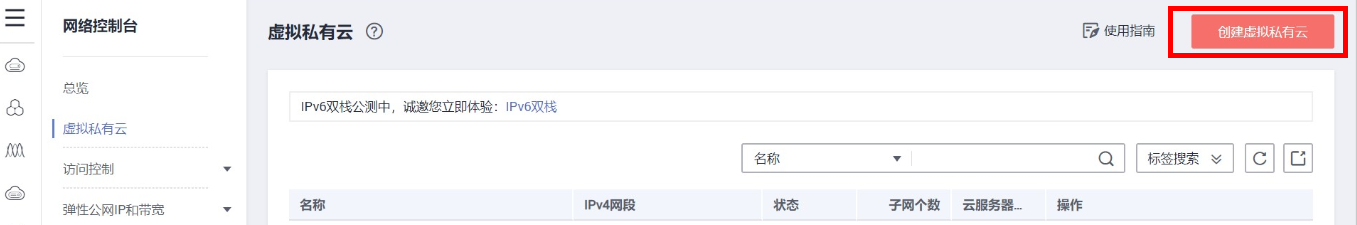 网络控制台
总览
虚拟私有云
访问控制
弹性公网IP和带宽
虚拟私有云 ?
使用指南
创建虚拟私有云
IPv6双栈公测中，诚邀您立即体验：IPv6双栈
名称
标签搜索
名称 IPv4网段 状态 子网个数 云服务器... 操作